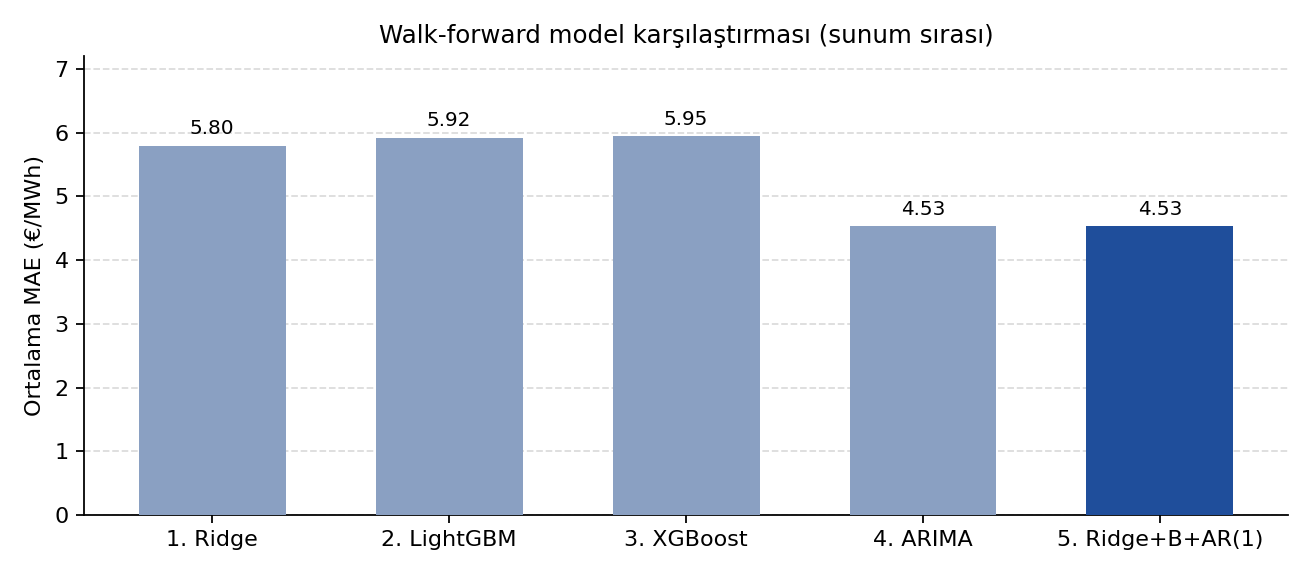 Walk-forward model karşılaştırması (sunum sırası)
Ortalama MAE (€/MWh)
7
6
5
4
3
2
1
0
5.80
5.92
5.95
4.53
4.53
1. Ridge
2. LightGBM
3. XGBoost
4. ARIMA
5. Ridge+B+AR(1)